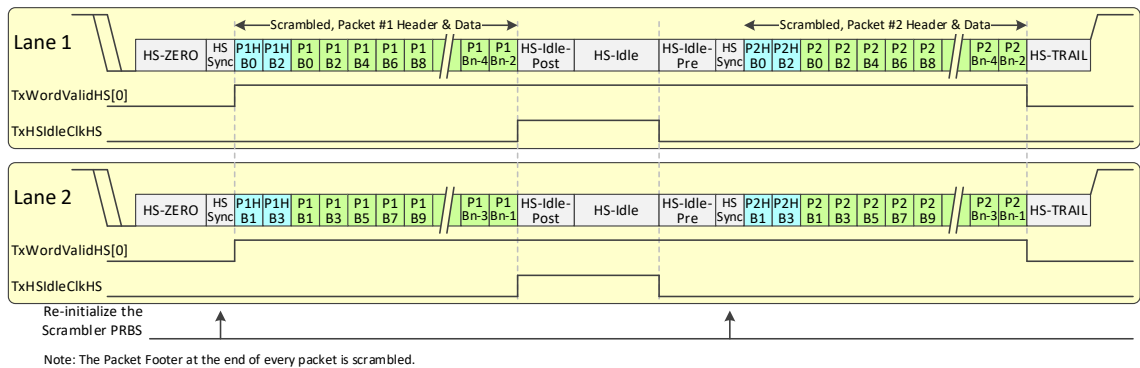 Scrambled, Packet #1 Header & Data
Scrambled, Packet #2 Header & Data
Lane 1
HS-ZERO
HS
Sync
P1H
B0
P1H
B2
P1
B0
P1
B2
P1
B4
P1
B6
P1
B8
P1
Bn-4
P1
Bn-2
HS-Idle-
Post
HS-Idle
HS-Idle-
Pre
HS
Sync
P2H
B0
P2H
B2
P2
B0
P2
B2
P2
B4
P2
B6
P2
B8
P2
Bn-4
P2
Bn-2
HS-TRAIL
TxWordValidHS[0]
TxHSIdleClkHS
Lane 2
HS-ZERO
HS
Sync
P1H
B1
P1H
B3
P1
B1
P1
B3
P1
B5
P1
B7
P1
B9
P1
Bn-3
P1
Bn-1
HS-Idle-
Post
HS-Idle
HS-Idle-
Pre
HS
Sync
P2H
B1
P2H
B3
P2
B1
P2
B3
P2
B5
P2
B7
P2
B9
P2
Bn-3
P2
Bn-1
HS-TRAIL
TxWordValidHS[0]
TxHSIdleClkHS
Re-initialize the
Scrambler PRBS
Note: The Packet Footer at the end of every packet is scrambled.